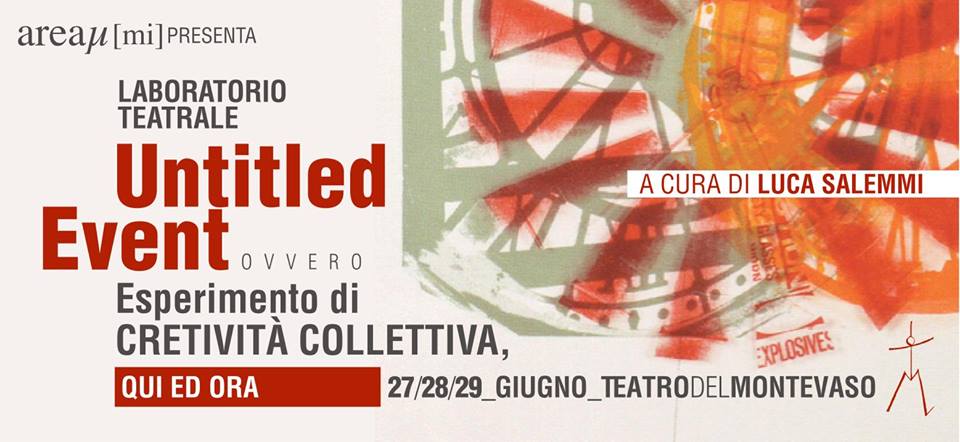 areaμ [mi] PRESENTA
LABORATORIO
TEATRALE
Untitled
Event OVVERO
Esperimento di
CRETIVITÀ COLLETTIVA,
QUI ED ORA 27/28/29_GIUGNO_TEATRODELMONTEVASO
A CURA DI LUCA SALEMMI
EXPLOSIVES